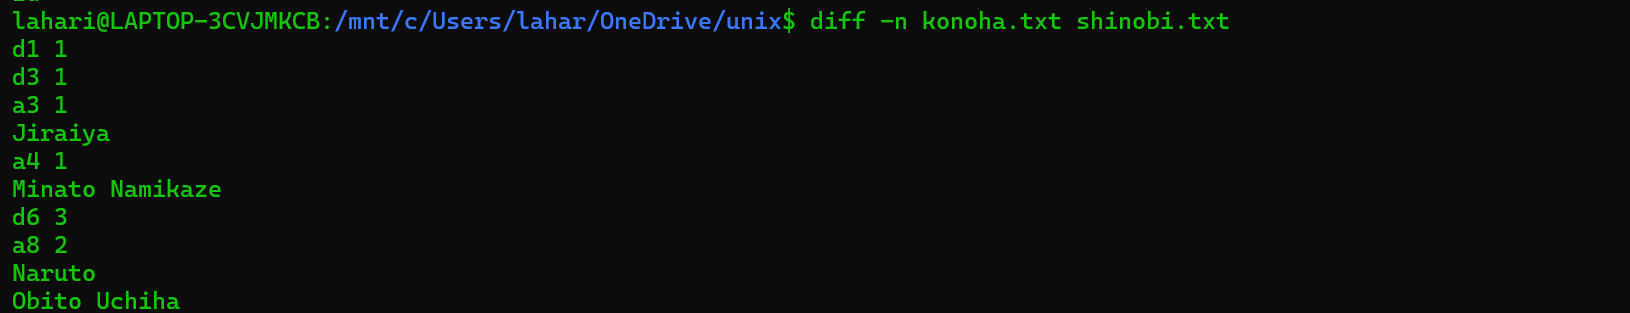 lahari@LAPTOP-3CVJMKCB:/mnt/c/Users/lahar/OneDrive/unix$ diff -n konoha.txt shinobi.txt
d1 1
d3 1
a3 1
Jiraiya
a4 1
Minato Namikaze
d6 3
a8 2
Naruto
Obito Uchiha